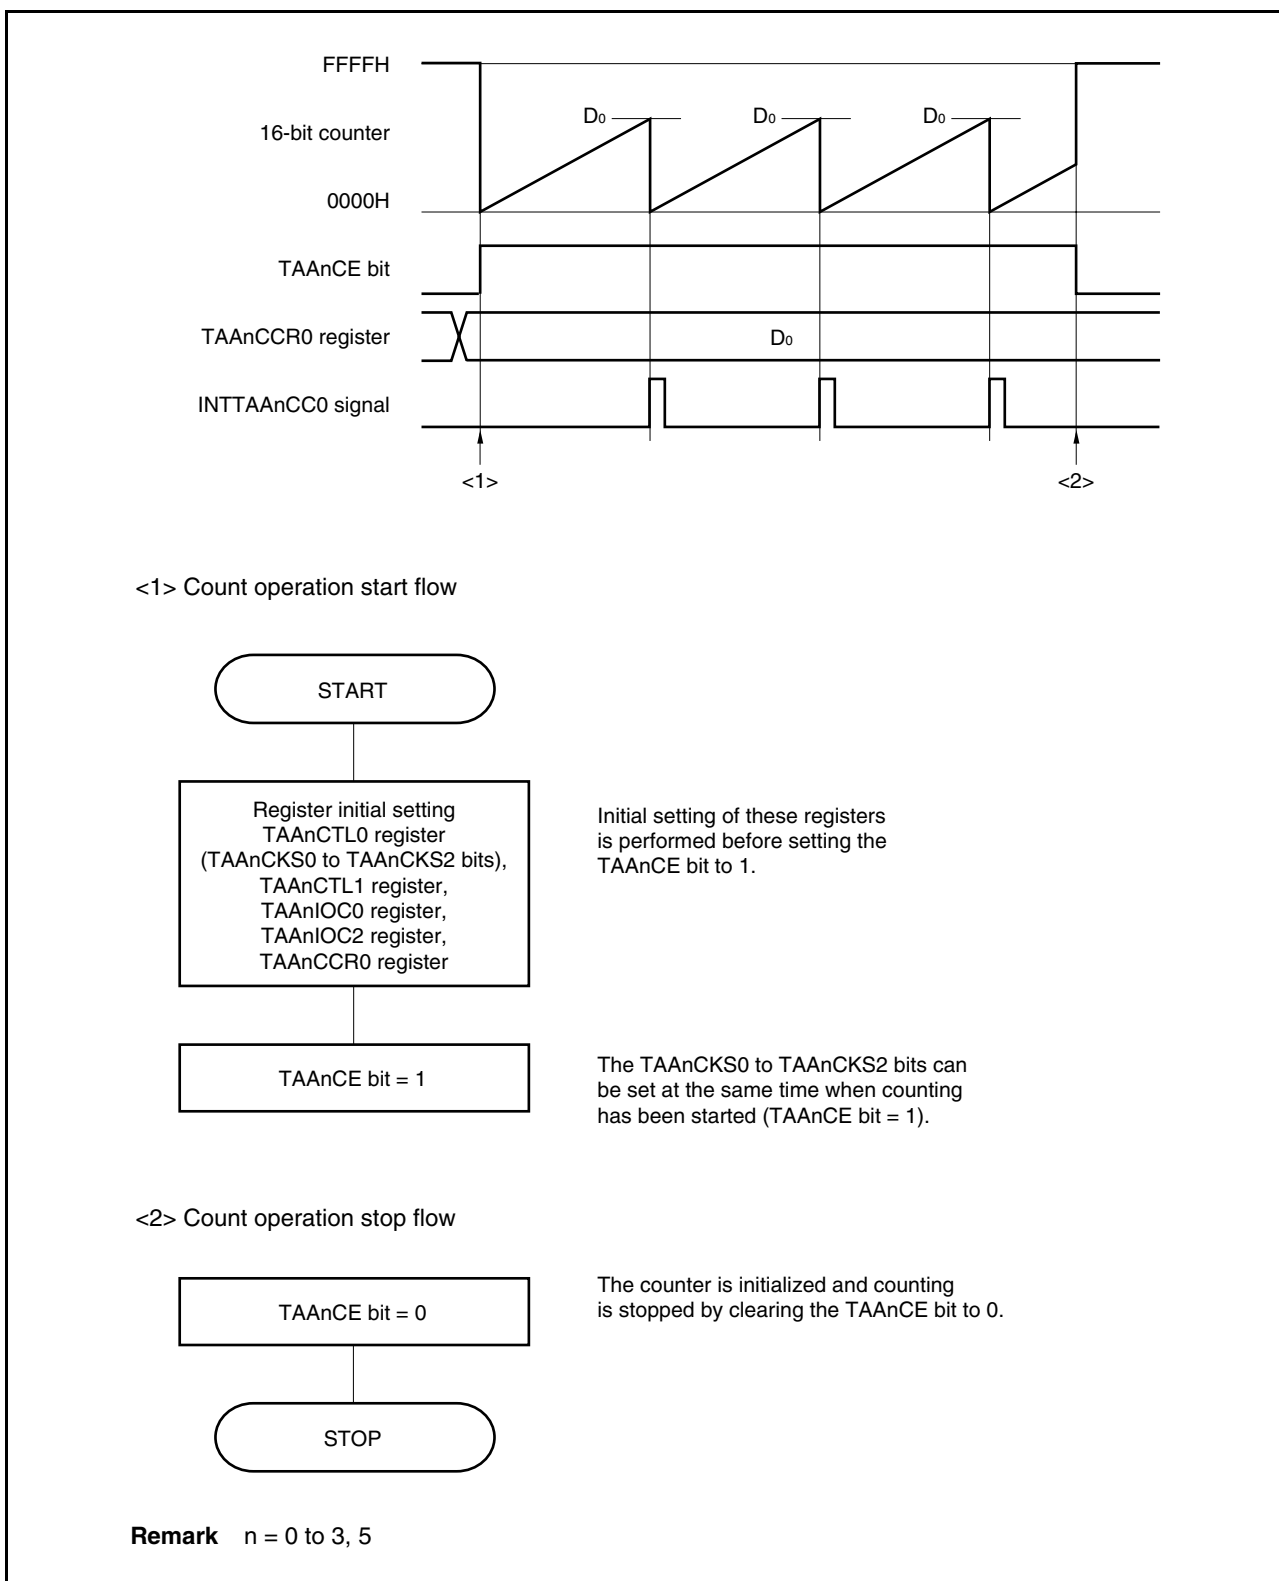 FFFFH
D0
D0
D0
16-bit counter
0000H
TAAnCE bit
TAAnCCR0 register
D0
INTTAAnCC0 signal
<1>
<2>
<1> Count operation start flow
START
Register initial setting
TAAnCTL0 register
(TAAnCKS0 to TAAnCKS2 bits),
TAAnCTL1 register,
TAAnIOC0 register,
TAAnIOC2 register,
TAAnCCR0 register
Initial setting of these registers
is performed before setting the
TAAnCE bit to 1.
TAAnCE bit = 1
The TAAnCKS0 to TAAnCKS2 bits can
be set at the same time when counting
has been started (TAAnCE bit = 1).
<2> Count operation stop flow
TAAnCE bit = 0
The counter is initialized and counting
is stopped by clearing the TAAnCE bit to 0.
STOP
Remark n = 0 to 3, 5